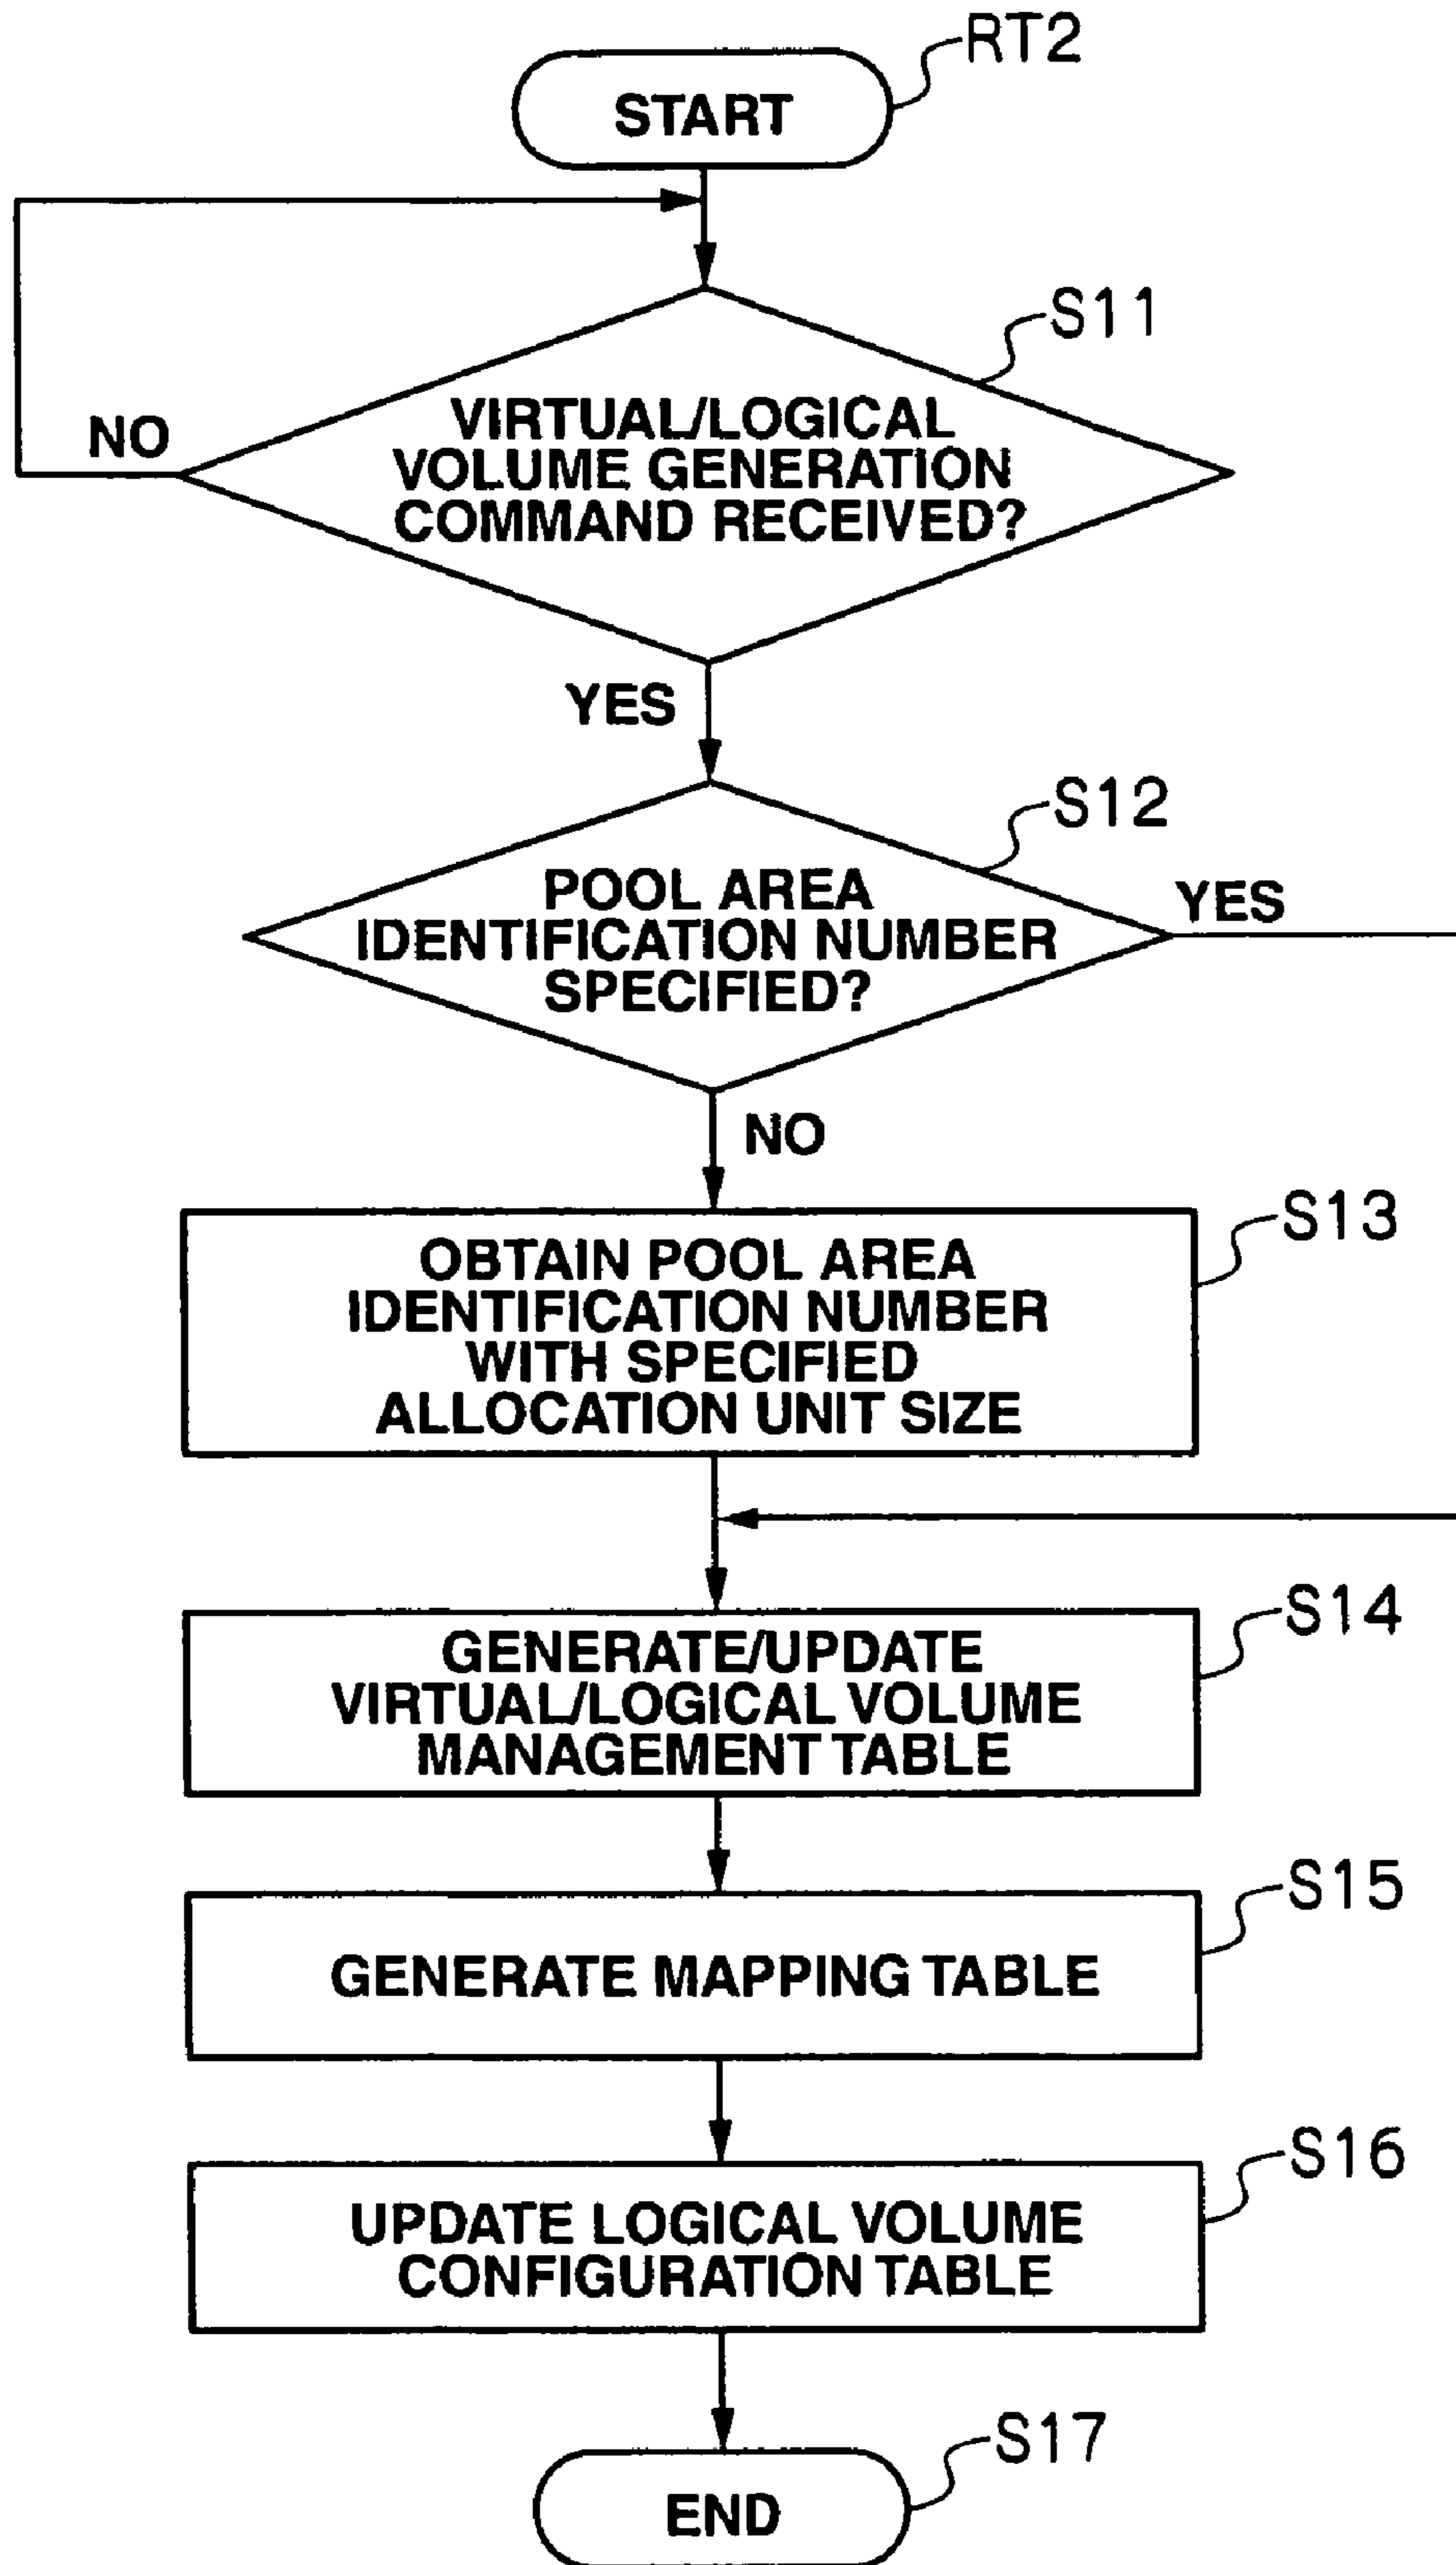 RT2
START
S11
NO
VIRTUAL/LOGICAL
VOLUME GENERATION
COMMAND RECEIVED?
YES
S12
POOL AREA
IDENTIFICATION NUMBER
SPECIFIED?
YES
NO
S13
OBTAIN POOL AREA
IDENTIFICATION NUMBER
WITH SPECIFIED
ALLOCATION UNIT SIZE
S14
GENERATE/UPDATE
VIRTUAL/LOGICAL VOLUME
MANAGEMENT TABLE
S15
GENERATE MAPPING TABLE
S16
UPDATE LOGICAL VOLUME
CONFIGURATION TABLE
S17
END